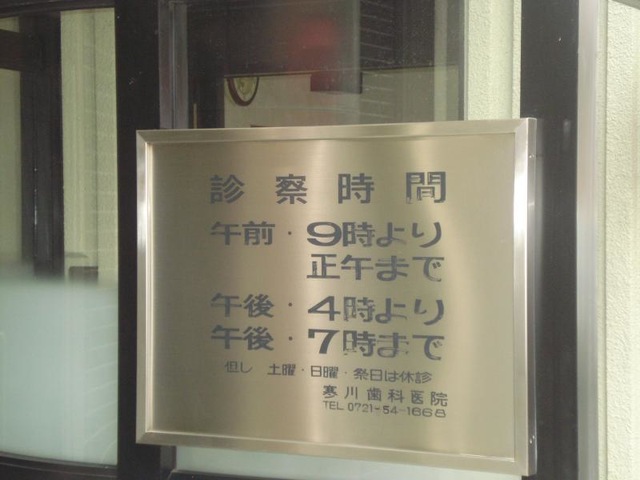 診察時間
午前・9時より
正午まで
午後・4時より
午後・7時まで
但し 土曜・日曜・祭日は休診
寒川歯科医院
TEL 0721-54-1668